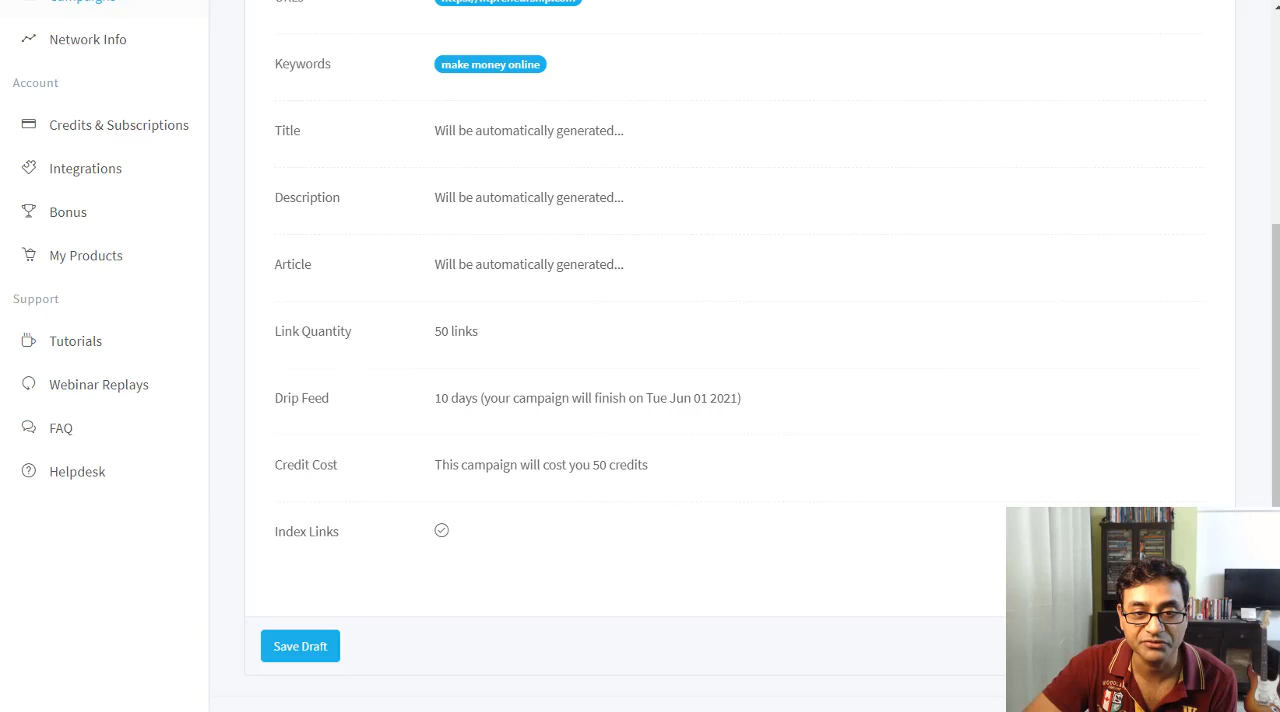 Campaigns
Network Info
Account
Credits & Subscriptions
Integrations
Bonus
My Products
Support
Tutorials
Webinar Replays
FAQ
Helpdesk
URLs
Keywords make money online
Title Will be automatically generated...
Description Will be automatically generated...
Article Will be automatically generated...
Link Quantity 50 links
Drip Feed 10 days (your campaign will finish on Tue Jun 01 2021)
Credit Cost This campaign will cost you 50 credits
Index Links
Save Draft